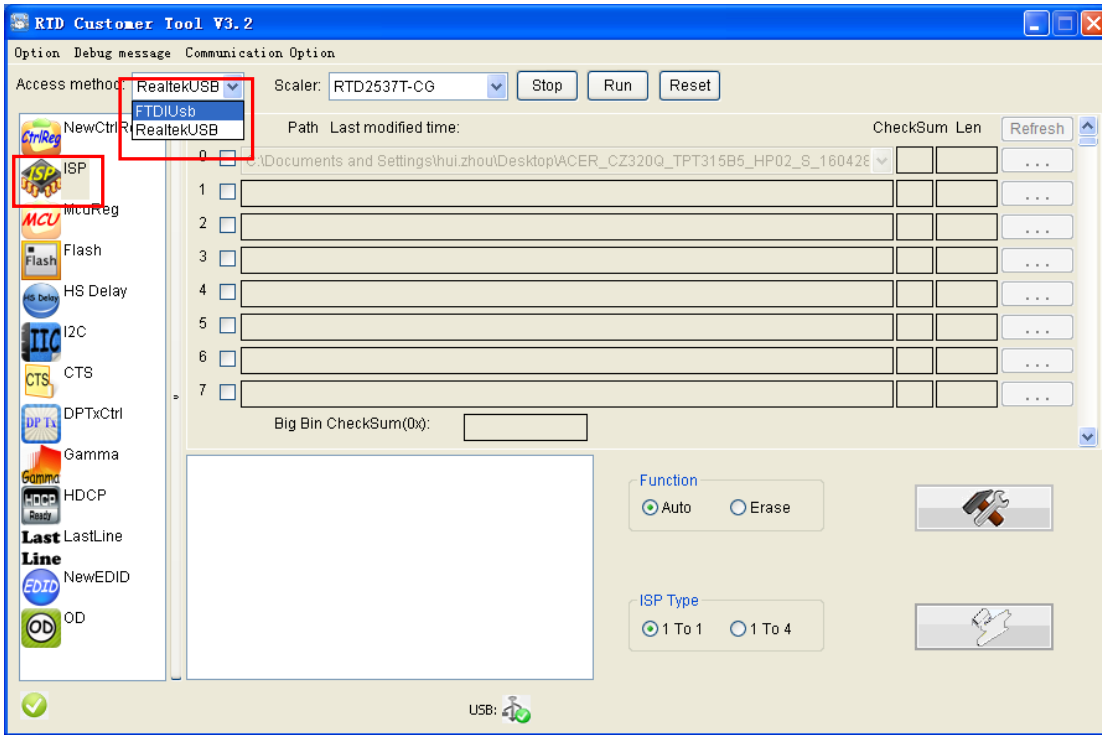 RTD Customer Tool V3.2
Option Debug message Communication Option
Access method: RealtekUSB Scaler: RTD2537T-CG Stop Run Reset
FTDIUsb
RealtekUSB
CtrlReg NewCtrlR
Path Last modified time: CheckSum Len Refresh
0 C:\Documents and Settings\hui.zhou\Desktop\ACER_CZ320Q_TPT315B5_HP02_S_160428 ...
ISP ISP
1 ...
MCU McuReg
2 ...
Flash Flash
3 ...
HS Delay HS Delay
4 ...
IIC I2C
5 ...
CTS CTS
6 ...
7 ...
DP Tx DPTxCtrl
Big Bin CheckSum(0x):
Gamma Gamma
HDCP Ready HDCP
Last Line LastLine
EDID NewEDID
OD OD
Function
Auto Erase
ISP Type
1 To 1 1 To 4
USB: